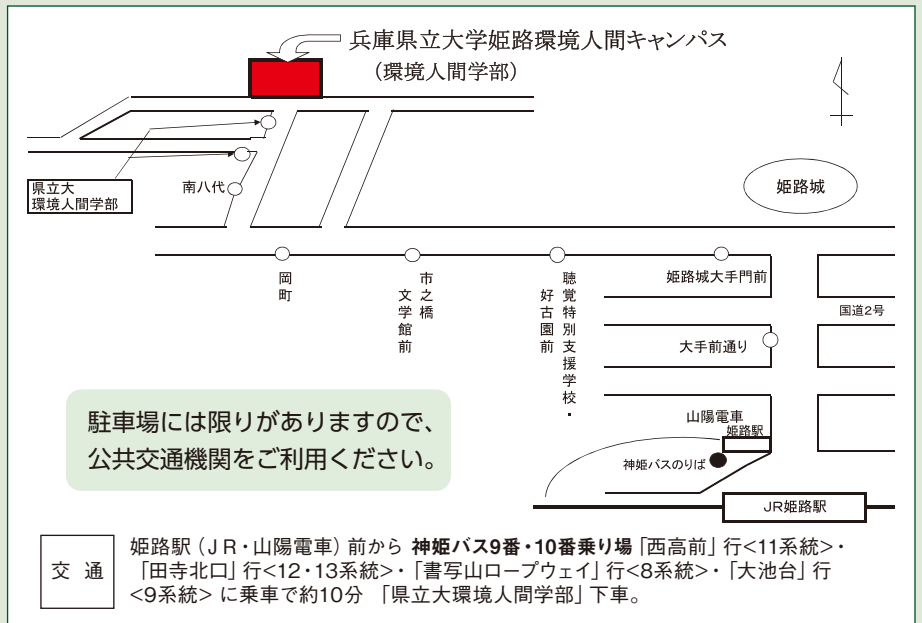 兵庫県立大学姫路環境人間キャンパス
（環境人間学部）
県立大
環境人間学部
南八代
姫路城
岡町
市之橋
文学館前
聴覚特別支援学校・
好古園前
姫路城大手門前
国道2号
大手前通り
山陽電車
姫路駅
神姫バスのりば
JR姫路駅
駐車場には限りがありますので、
公共交通機関をご利用ください。
交 通
姫路駅（JR・山陽電車）前から 神姫バス9番・10番乗り場「西高前」行<11系統>・
「田寺北口」行<12・13系統>・「書写山ロープウェイ」行<8系統>・「大池台」行
<9系統> に乗車で約10分 「県立大環境人間学部」下車。